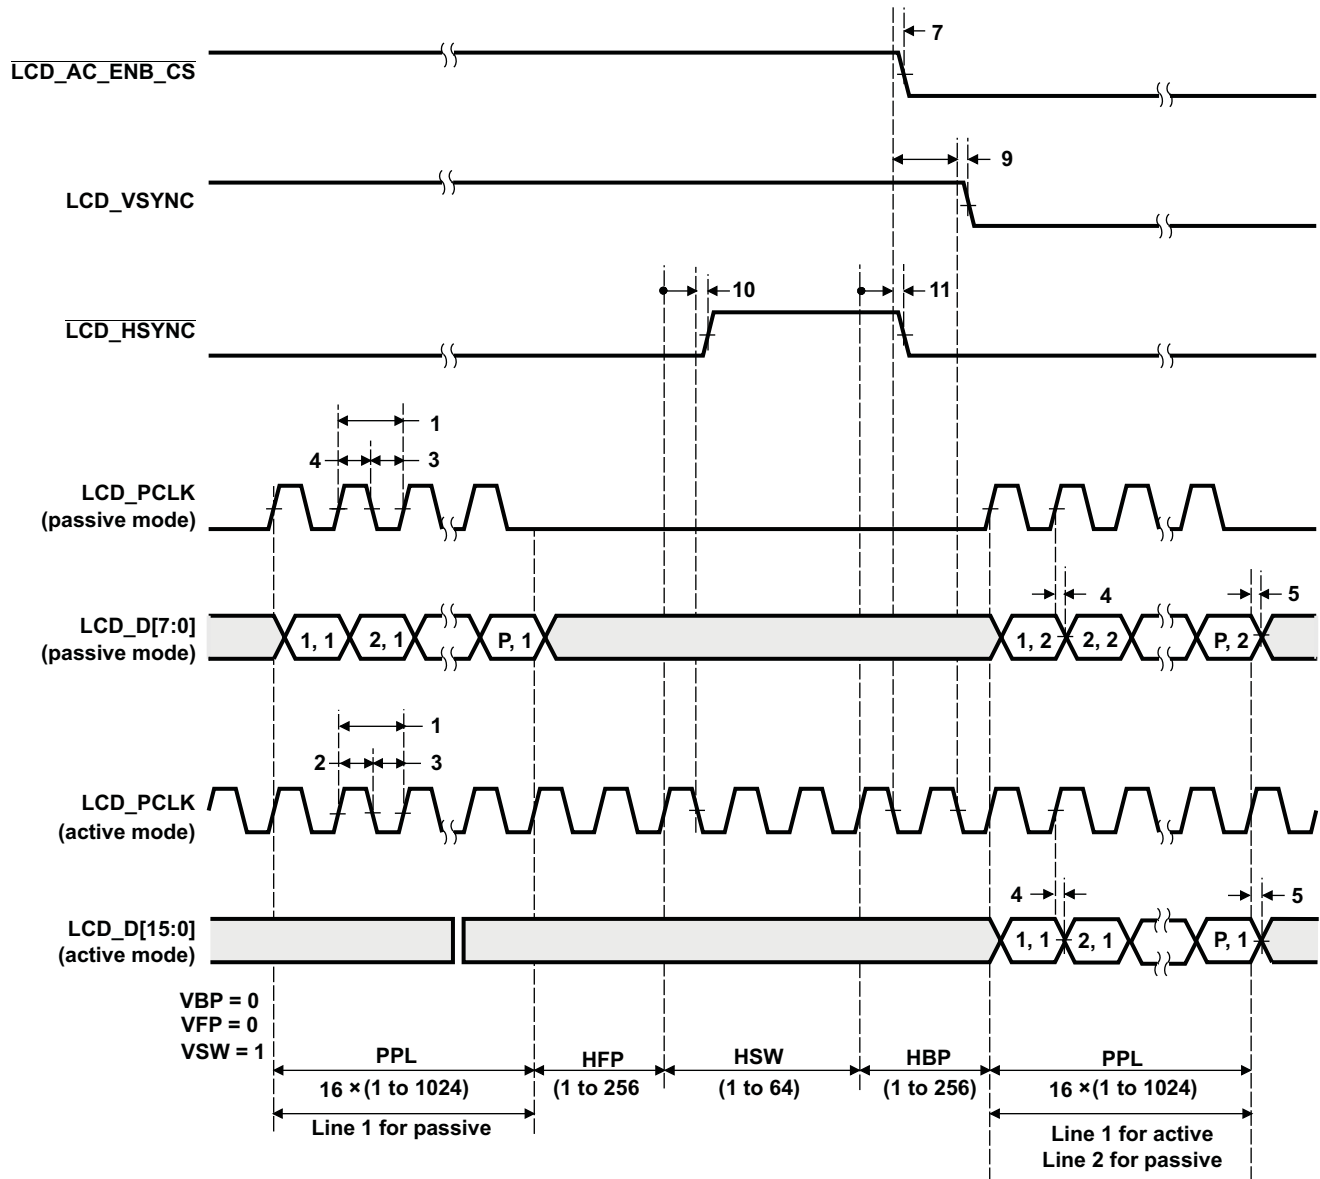 7
LCD_AC_ENB_CS
9
LCD_VSYNC
10
11
LCD_HSYNC
1
4
3
LCD_PCLK
(passive mode)
4
5
LCD_D[7:0]
(passive mode)
1, 1
2, 1
P, 1
1, 2
2, 2
P, 2
1
2
3
LCD_PCLK
(active mode)
4
5
LCD_D[15:0]
(active mode)
1, 1
2, 1
P, 1
VBP = 0
VFP = 0
VSW = 1
PPL
16 × (1 to 1024)
Line 1 for passive
HFP
(1 to 256
HSW
(1 to 64)
HBP
(1 to 256)
PPL
16 × (1 to 1024)
Line 1 for active
Line 2 for passive